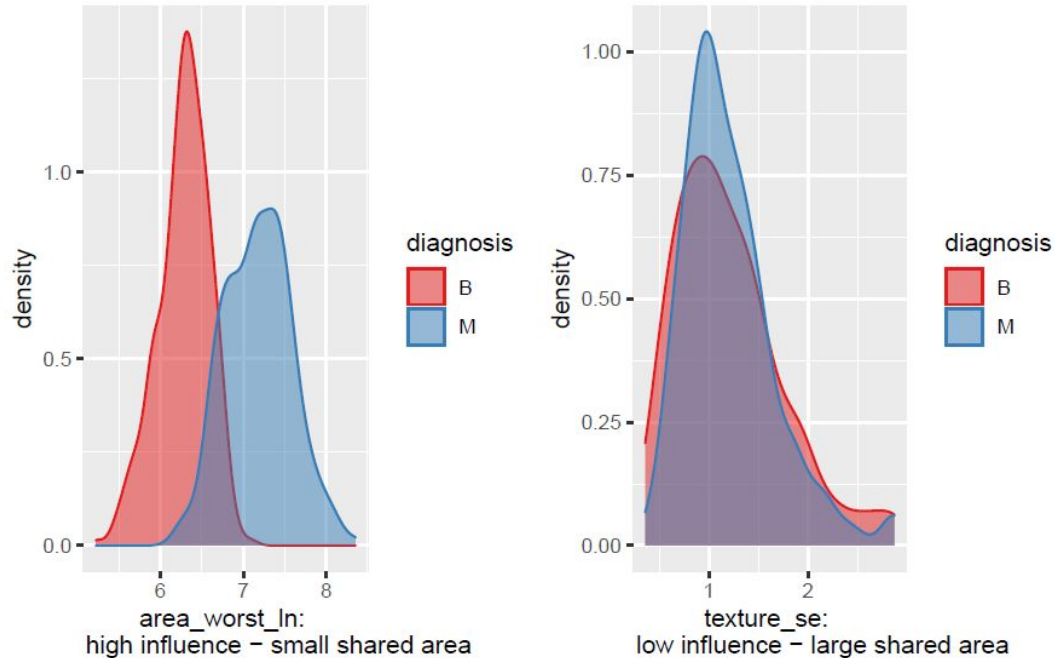 density
1.0
0.5
0.0
6 7 8
area_worst_ln:
high influence − small shared area
diagnosis
B
M
density
1.00
0.75
0.50
0.25
0.00
1 2
texture_se:
low influence − large shared area
diagnosis
B
M